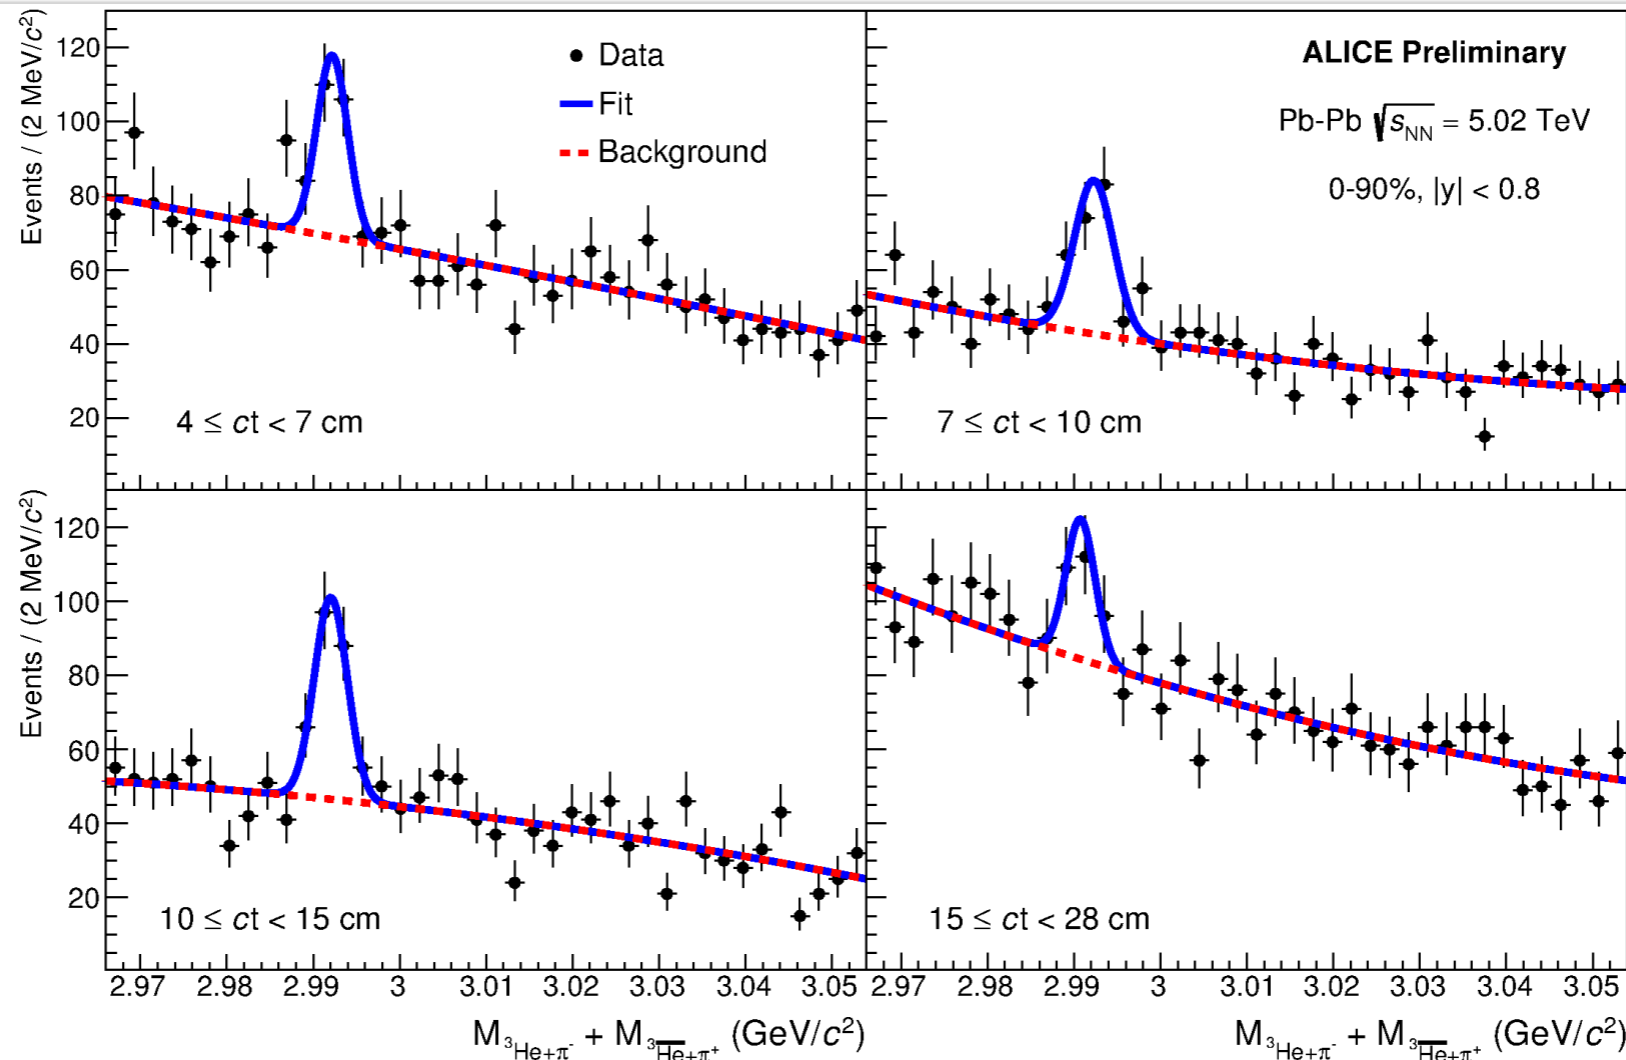 Events / (2 MeV/c²)
120
100
80
60
40
20
Data
Fit
Background
4 ≤ ct < 7 cm
ALICE Preliminary
Pb-Pb √sNN = 5.02 TeV
0-90%, |y| < 0.8
7 ≤ ct < 10 cm
Events / (2 MeV/c²)
120
100
80
60
40
20
10 ≤ ct < 15 cm
15 ≤ ct < 28 cm
2.97 2.98 2.99 3 3.01 3.02 3.03 3.04 3.05
2.97 2.98 2.99 3 3.01 3.02 3.03 3.04 3.05
M ³He+π⁻ + M ³H̅e̅+π⁺ (GeV/c²)
M ³He+π⁻ + M ³H̅e̅+π⁺ (GeV/c²)